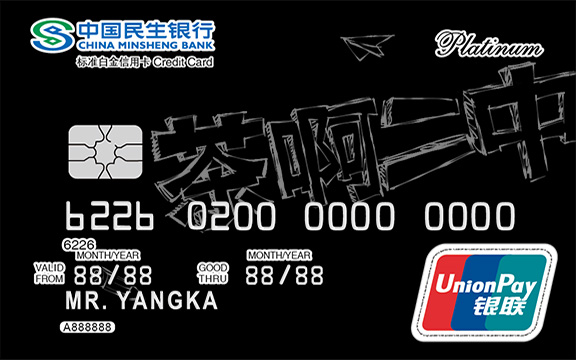 中国民生银行
CHINA MINSHENG BANK
标准白金信用卡 Credit Card
Platinum
茶啊二中
6226 0200 0000 0000
6226
MONTH/YEAR MONTH/YEAR
VALID FROM 88/88 GOOD THRU 88/88
MR. YANGKA
A888888
UnionPay
银联